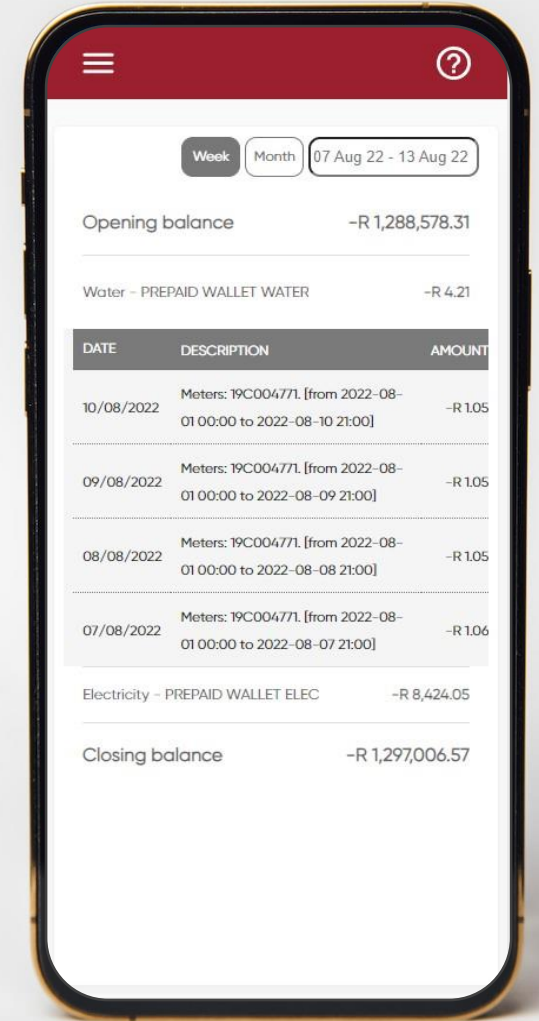 ?
Week Month 07 Aug 22 - 13 Aug 22
Opening balance -R 1,288,578.31
Water - PREPAID WALLET WATER -R 4.21
DATE DESCRIPTION AMOUNT
10/08/2022 Meters: 19C004771. [from 2022-08- -R 1.05
01 00:00 to 2022-08-10 21:00]
09/08/2022 Meters: 19C004771. [from 2022-08- -R 1.05
01 00:00 to 2022-08-09 21:00]
08/08/2022 Meters: 19C004771. [from 2022-08- -R 1.05
01 00:00 to 2022-08-08 21:00]
07/08/2022 Meters: 19C004771. [from 2022-08- -R 1.06
01 00:00 to 2022-08-07 21:00]
Electricity - PREPAID WALLET ELEC -R 8,424.05
Closing balance -R 1,297,006.57